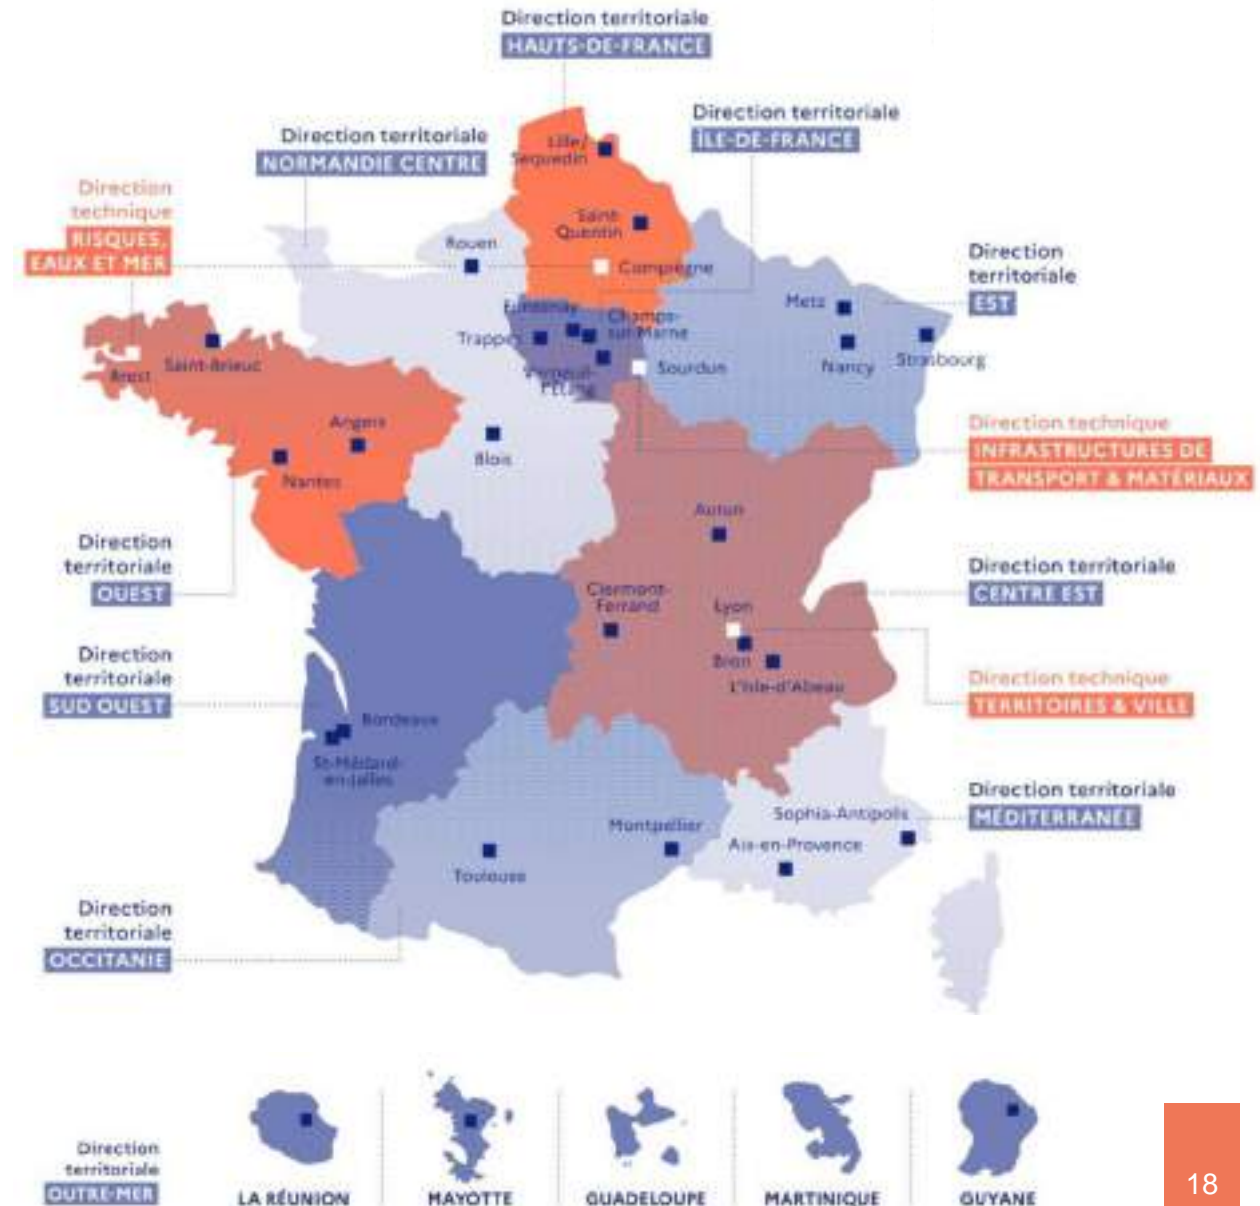 Direction territoriale
HAUTS-DE-FRANCE
Direction territoriale
ÎLE-DE-FRANCE
Direction territoriale
NORMANDIE CENTRE
Direction
technique
RISQUES,
EAUX ET MER
Lille/
Sequedin
Saint
Quentin
Compiègne
Rouen
Direction
territoriale
EST
Metz
Nancy
Strasbourg
Fontenay
Champs-
sur-Marne
Trappes
Verneuil-
l'Étang
Sourdun
Brest
Saint-Brieuc
Angers
Nantes
Blois
Direction technique
INFRASTRUCTURES DE
TRANSPORT & MATÉRIAUX
Autun
Direction
territoriale
OUEST
Direction territoriale
CENTRE EST
Clermont-
Ferrand
Lyon
Bron
L'Isle-d'Abeau
Direction
territoriale
SUD OUEST
Direction technique
TERRITOIRES & VILLE
Bordeaux
St-Médard-
en-Jalles
Direction territoriale
MÉDITERRANÉE
Sophia-Antipolis
Aix-en-Provence
Montpellier
Toulouse
Direction
territoriale
OCCITANIE
Direction
territoriale
OUTRE-MER
LA RÉUNION
MAYOTTE
GUADELOUPE
MARTINIQUE
GUYANE
18